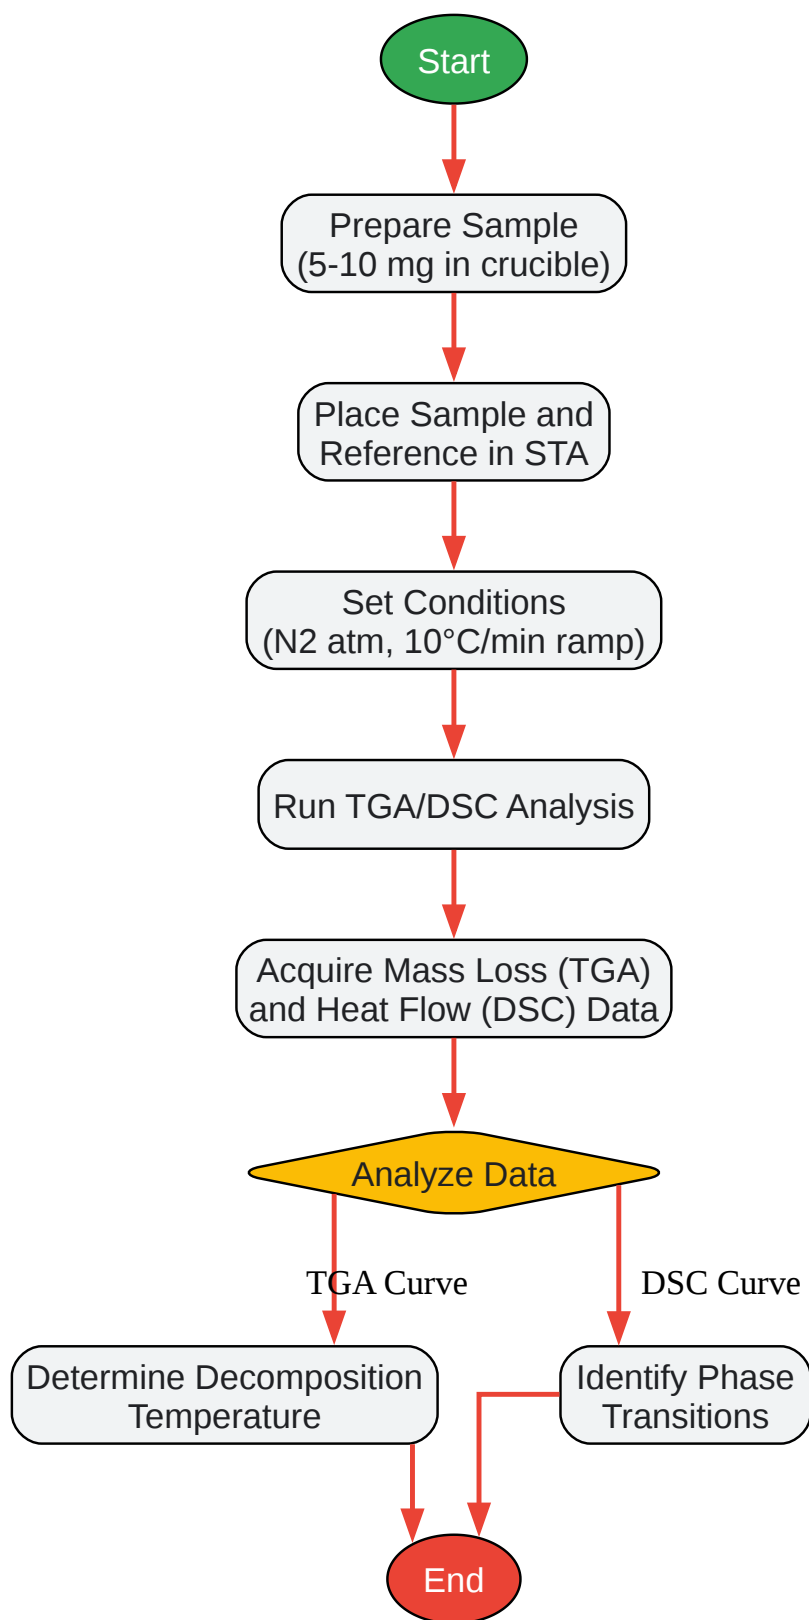 Start
Prepare Sample
(5-10 mg in crucible)
Place Sample and
Reference in STA
Set Conditions
(N2 atm, 10°C/min ramp)
Run TGA/DSC Analysis
Acquire Mass Loss (TGA)
and Heat Flow (DSC) Data
Analyze Data
TGA Curve
DSC Curve
Determine Decomposition
Temperature
Identify Phase
Transitions
End